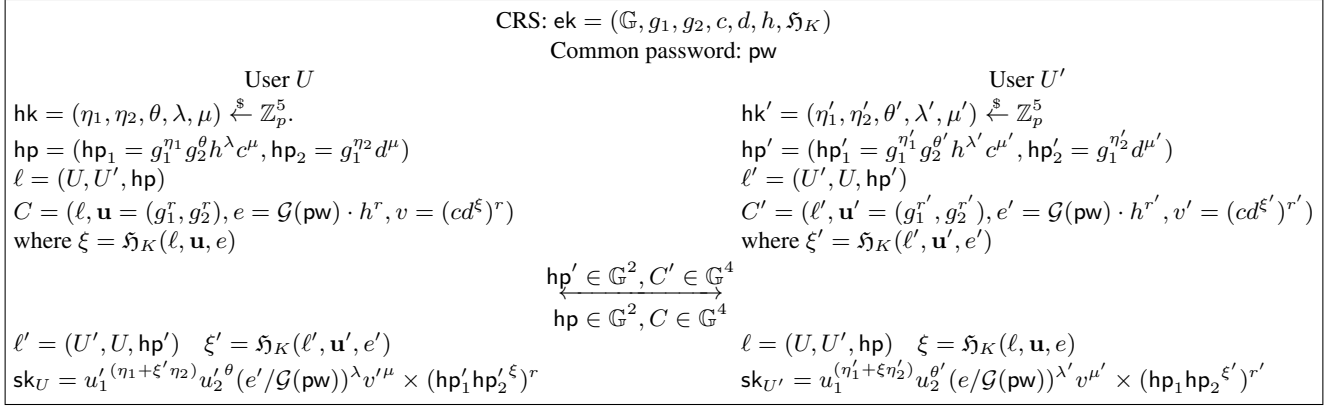 CRS: ek = (𝔾, g₁, g₂, c, d, h, ℌ_K)
Common password: pw
User U
User U′
hk = (η₁, η₂, θ, λ, μ) ←$ ℤ_p^5.
hk′ = (η′₁, η′₂, θ′, λ′, μ′) ←$ ℤ_p^5
hp = (hp₁ = g₁^{η₁} g₂^θ h^λ c^μ, hp₂ = g₁^{η₂} d^μ)
hp′ = (hp′₁ = g₁^{η′₁} g₂^{θ′} h^{λ′} c^{μ′}, hp′₂ = g₁^{η′₂} d^{μ′})
ℓ = (U, U′, hp)
ℓ′ = (U′, U, hp′)
C = (ℓ, 𝐮 = (g₁^r, g₂^r), e = 𝒢(pw) · h^r, v = (cd^ξ)^r)
C′ = (ℓ′, 𝐮′ = (g₁^{r′}, g₂^{r′}), e′ = 𝒢(pw) · h^{r′}, v′ = (cd^{ξ′})^{r′})
where ξ = ℌ_K(ℓ, 𝐮, e)
where ξ′ = ℌ_K(ℓ′, 𝐮′, e′)
hp′ ∈ 𝔾², C′ ∈ 𝔾⁴
hp ∈ 𝔾², C ∈ 𝔾⁴
ℓ′ = (U′, U, hp′) ξ′ = ℌ_K(ℓ′, 𝐮′, e′)
ℓ = (U, U′, hp) ξ = ℌ_K(ℓ, 𝐮, e)
sk_U = u′₁^{(η₁+ξ′η₂)} u′₂^θ (e′/𝒢(pw))^λ v′^μ × (hp′₁hp′₂^ξ)^r
sk_{U′} = u₁^{(η′₁+ξη′₂)} u₂^{θ′} (e/𝒢(pw))^{λ′} v^{μ′} × (hp₁hp₂^{ξ′})^{r′}